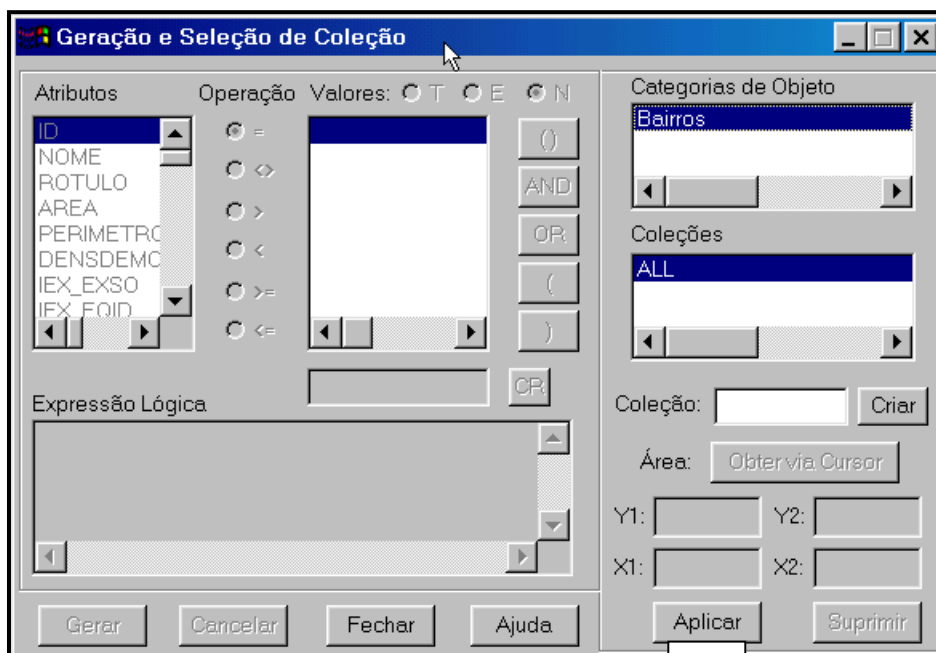 Geração e Seleção de Coleção
Atributos
Operação
Valores: T E N
ID
NOME
ROTULO
AREA
PERIMETRO
DENSDEMO
IEX_EXSO
IEX_EQID
=
<>
>
<
>=
<=
()
AND
OR
(
)
CR
Expressão Lógica
Gerar
Cancelar
Fechar
Ajuda
Categorias de Objeto
Bairros
Coleções
ALL
Coleção:
Criar
Área:
Obter via Cursor
Y1:
Y2:
X1:
X2:
Aplicar
Suprimir